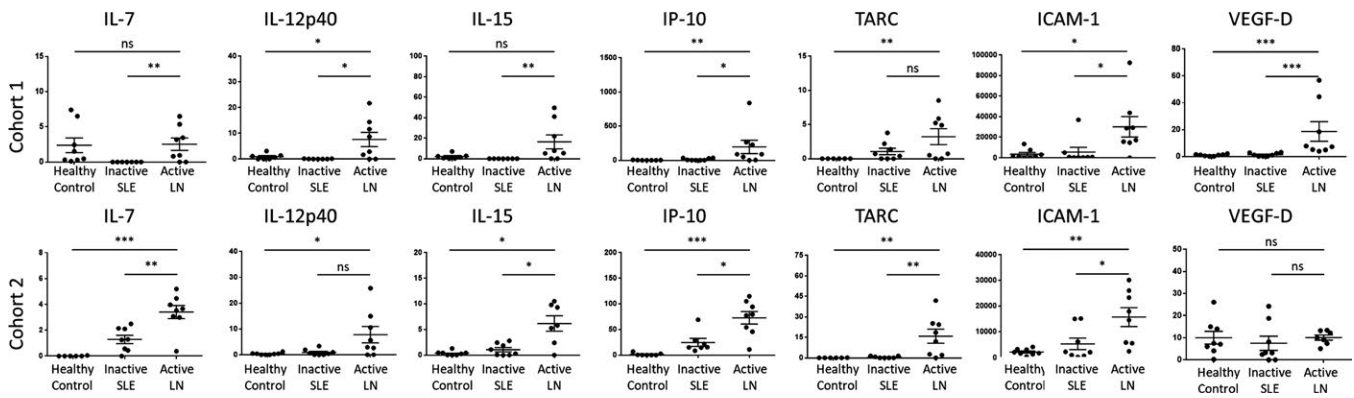 IL-7 IL-12p40 IL-15 IP-10 TARC ICAM-1 VEGF-D
Cohort 1
ns
**
15
10
5
0
Healthy Control
Inactive SLE
Active LN
*
*
40
30
20
10
0
Healthy Control
Inactive SLE
Active LN
ns
**
100
80
60
40
20
0
Healthy Control
Inactive SLE
Active LN
**
*
1500
1000
500
0
Healthy Control
Inactive SLE
Active LN
**
ns
15
10
5
0
Healthy Control
Inactive SLE
Active LN
*
*
100000
80000
60000
40000
20000
0
Healthy Control
Inactive SLE
Active LN
***
***
80
60
40
20
0
Healthy Control
Inactive SLE
Active LN
IL-7 IL-12p40 IL-15 IP-10 TARC ICAM-1 VEGF-D
Cohort 2
***
**
8
6
4
2
0
Healthy Control
Inactive SLE
Active LN
*
ns
40
30
20
10
0
Healthy Control
Inactive SLE
Active LN
*
*
25
20
15
10
5
0
Healthy Control
Inactive SLE
Active LN
***
*
250
200
150
100
50
0
Healthy Control
Inactive SLE
Active LN
**
**
75
60
45
30
15
0
Healthy Control
Inactive SLE
Active LN
**
*
40000
30000
20000
10000
0
Healthy Control
Inactive SLE
Active LN
ns
ns
50
40
30
20
10
0
Healthy Control
Inactive SLE
Active LN